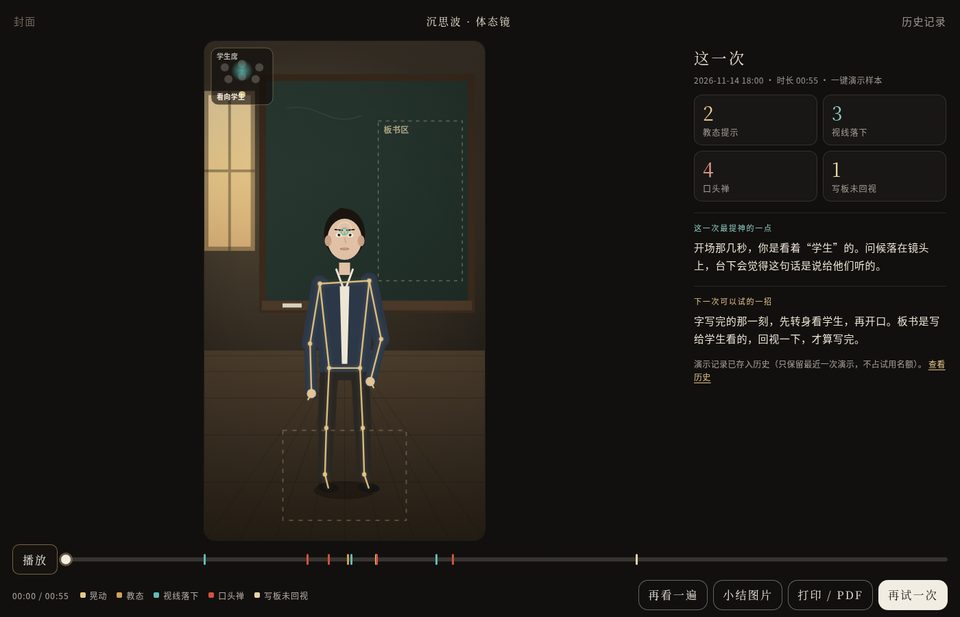 封面
沉思波 · 体态镜
历史记录
学生席
看向学生
板书区
这一次
2026-11-14 18:00 · 时长 00:55 · 一键演示样本
2
教态提示
3
视线落下
4
口头禅
1
写板未回视
这一次最提神的一点
开场那几秒，你是看着“学生”的。问候落在镜头
上，台下会觉得这句话是说给他们听的。
下一次可以试的一招
字写完的那一刻，先转身看学生，再开口。板书是写
给学生看的，回视一下，才算写完。
演示记录已存入历史（只保留最近一次演示，不占试用名额）。 查看
历史
播放
00:00 / 00:55 晃动 教态 视线落下 口头禅 写板未回视
再看一遍
小结图片
打印 / PDF
再试一次